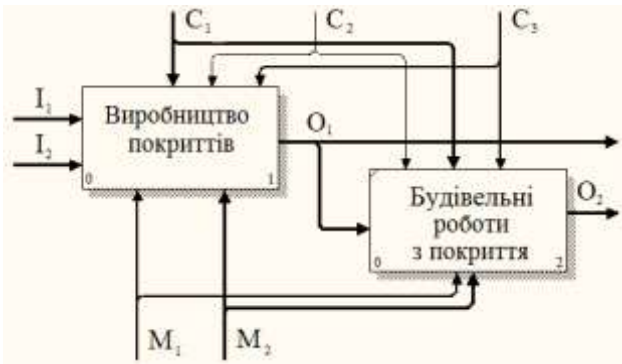 C₁ C₂ C₃
I₁
Виробництво
покриттів
O₁
I₂
0 1
Будівельні
O₂
роботи
з покриття
0 2
M₁ M₂